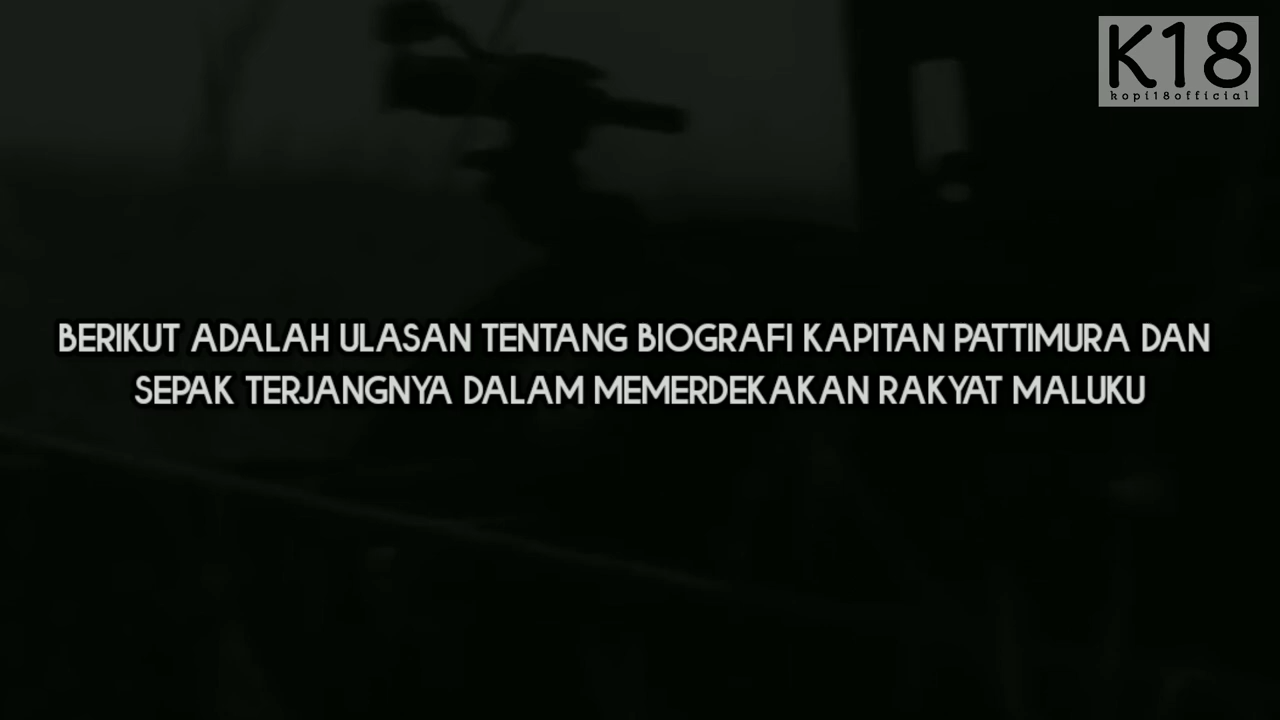 K18
kopi18official
BERIKUT ADALAH ULASAN TENTANG BIOGRAFI KAPITAN PATTIMURA DAN
SEPAK TERJANGNYA DALAM MEMERDEKAKAN RAKYAT MALUKU